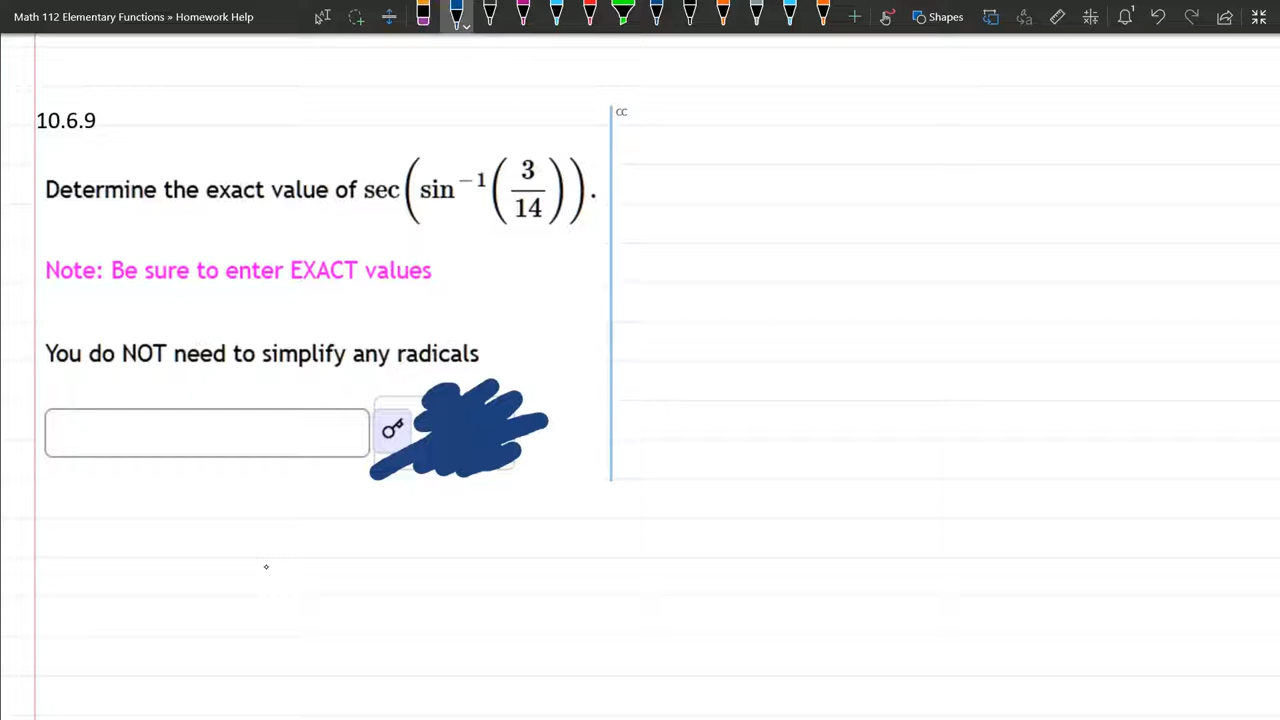 Math 112 Elementary Functions » Homework Help
Shapes
10.6.9
CC
Determine the exact value of sec(sin⁻¹(3/14)).
Note: Be sure to enter EXACT values
You do NOT need to simplify any radicals